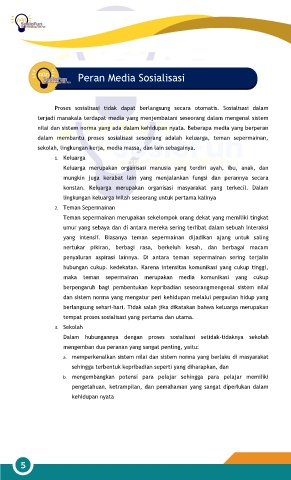 Peran Media Sosialisasi
Proses sosialisasi tidak dapat berlangsung secara otomatis. Sosialisasi dalam
terjadi manakala terdapat media yang menjembatani seseorang dalam mengenal sistem
nilai dan sistem norma yang ada dalam kehidupan nyata. Beberapa media yang berperan
dalam membantu proses sosialisasi seseorang adalah keluarga, teman sepermainan,
sekolah, lingkungan kerja, media massa, dan lain sebagainya.
1. Keluarga
Keluarga merupakan organisasi manusia yang terdiri ayah, ibu, anak, dan
mungkin juga kerabat lain yang menjalankan fungsi dan perannya secara
konstan. Keluarga merupakan organisasi masyarakat yang terkecil. Dalam
lingkungan keluarga inilah seseorang untuk pertama kalinya
2. Teman Sepermainan
Teman sepermainan merupakan sekelompok orang dekat yang memiliki tingkat
umur yang sebaya dan di antara mereka sering terlibat dalam sebuah interaksi
yang intensif. Biasanya teman sepermainan dijadikan ajang untuk saling
bertukar pikiran, berbagi rasa, berkeluh kesah, dan berbagai macam
penyaluran aspirasi lainnya. Di antara teman sepermainan sering terjalin
hubungan cukup. kedekatan. Karena intensitas komunikasi yang cukup tinggi,
maka teman sepermainan merupakan media komunikasi yang cukup
berpengaruh bagi pembentukan kepribadian seseorangmengenal sistem nilai
dan sistem norma yang mengatur peri kehidupan melalui pergaulan hidup yang
berlangsung sehari-hari. Tidak salah jika dikatakan bahwa keluarga merupakan
tempat proses sosialisasi yang pertama dan utama.
3. Sekolah
Dalam hubungannya dengan proses sosialisasi setidak-tidaknya sekolah
mengemban dua peranan yang sangat penting, yaitu:
a. memperkenalkan sistem nilai dan sistem norma yang berlaku di masyarakat
sehingga terbentuk kepribadian seperti yang diharapkan, dan
b. mengembangkan potensi para pelajar sehingga para pelajar memiliki
pengetahuan, ketrampilan, dan pemahaman yang sangat diperlukan dalam
kehidupan nyata
5